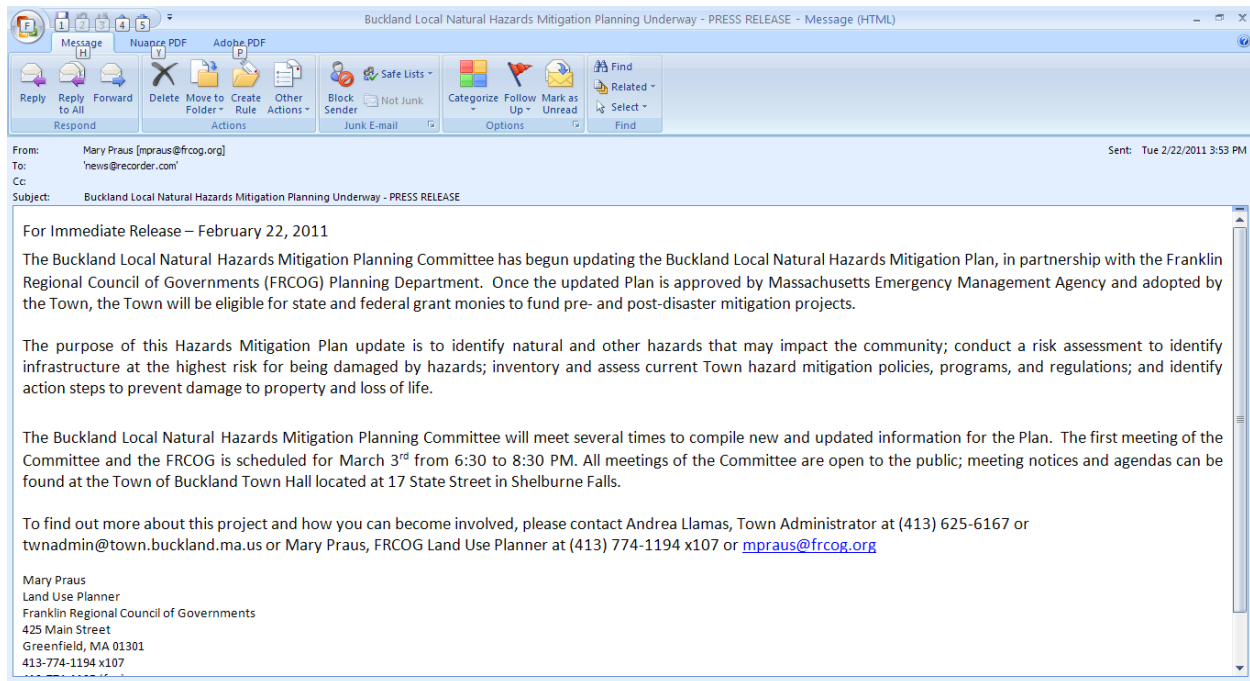 Buckland Local Natural Hazards Mitigation Planning Underway - PRESS RELEASE - Message (HTML)
F 1 2 3 4 5
Message Nuance PDF Adobe PDF
H Y P
Reply Reply to All Forward
Respond
Delete Move to Folder Create Rule Other Actions
Actions
Block Sender Safe Lists Not Junk
Junk E-mail
Categorize Follow Up Mark as Unread
Options
Find Related Select
Find
From: Mary Praus [mpraus@frcog.org] Sent: Tue 2/22/2011 3:53 PM
To: 'news@recorder.com'
Cc:
Subject: Buckland Local Natural Hazards Mitigation Planning Underway - PRESS RELEASE
For Immediate Release – February 22, 2011
The Buckland Local Natural Hazards Mitigation Planning Committee has begun updating the Buckland Local Natural Hazards Mitigation Plan, in partnership with the Franklin
Regional Council of Governments (FRCOG) Planning Department. Once the updated Plan is approved by Massachusetts Emergency Management Agency and adopted by
the Town, the Town will be eligible for state and federal grant monies to fund pre- and post-disaster mitigation projects.
The purpose of this Hazards Mitigation Plan update is to identify natural and other hazards that may impact the community; conduct a risk assessment to identify
infrastructure at the highest risk for being damaged by hazards; inventory and assess current Town hazard mitigation policies, programs, and regulations; and identify
action steps to prevent damage to property and loss of life.
The Buckland Local Natural Hazards Mitigation Planning Committee will meet several times to compile new and updated information for the Plan. The first meeting of the
Committee and the FRCOG is scheduled for March 3rd from 6:30 to 8:30 PM. All meetings of the Committee are open to the public; meeting notices and agendas can be
found at the Town of Buckland Town Hall located at 17 State Street in Shelburne Falls.
To find out more about this project and how you can become involved, please contact Andrea Llamas, Town Administrator at (413) 625-6167 or
twnadmin@town.buckland.ma.us or Mary Praus, FRCOG Land Use Planner at (413) 774-1194 x107 or mpraus@frcog.org
Mary Praus
Land Use Planner
Franklin Regional Council of Governments
425 Main Street
Greenfield, MA 01301
413-774-1194 x107